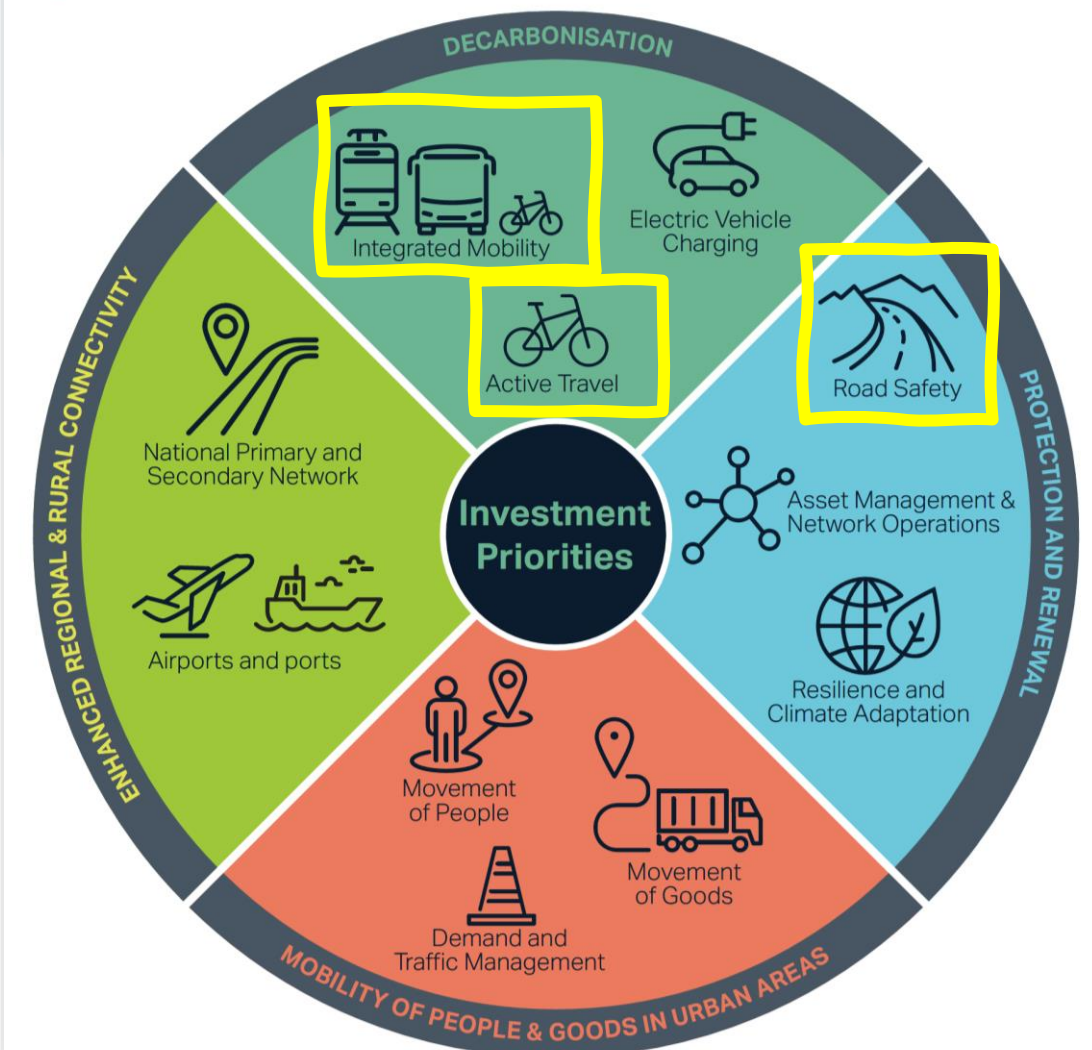 DECARBONISATION
Integrated Mobility
Electric Vehicle
Charging
Active Travel
PROTECTION AND RENEWAL
Road Safety
Asset Management &
Network Operations
Resilience and
Climate Adaptation
Investment
Priorities
ENHANCED REGIONAL & RURAL CONNECTIVITY
National Primary and
Secondary Network
Airports and ports
Movement
of People
Movement
of Goods
Demand and
Traffic Management
MOBILITY OF PEOPLE & GOODS IN URBAN AREAS